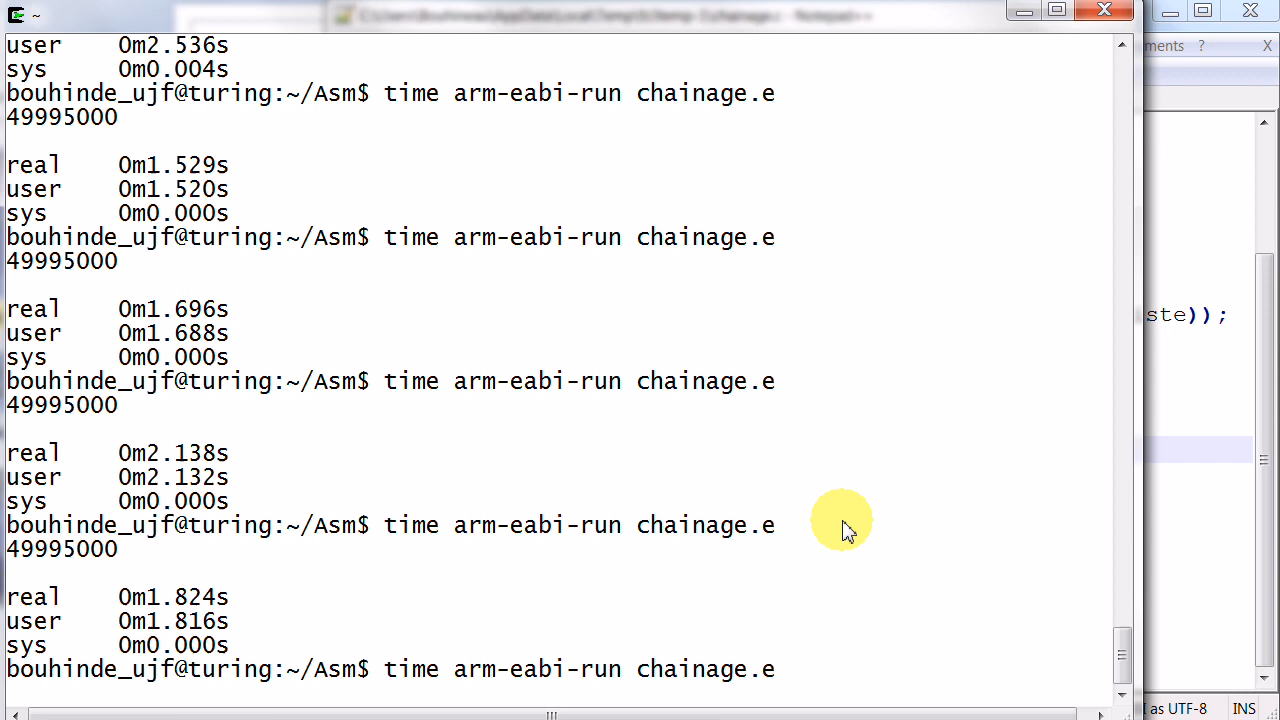 ~
user    0m2.536s
sys     0m0.004s
bouhinde_ujf@turing:~/Asm$ time arm-eabi-run chainage.e
49995000
real    0m1.529s
user    0m1.520s
sys     0m0.000s
bouhinde_ujf@turing:~/Asm$ time arm-eabi-run chainage.e
49995000
real    0m1.696s
user    0m1.688s
sys     0m0.000s
bouhinde_ujf@turing:~/Asm$ time arm-eabi-run chainage.e
49995000
real    0m2.138s
user    0m2.132s
sys     0m0.000s
bouhinde_ujf@turing:~/Asm$ time arm-eabi-run chainage.e
49995000
real    0m1.824s
user    0m1.816s
sys     0m0.000s
bouhinde_ujf@turing:~/Asm$ time arm-eabi-run chainage.e
ments ? X
ste));
as UTF-8 INS